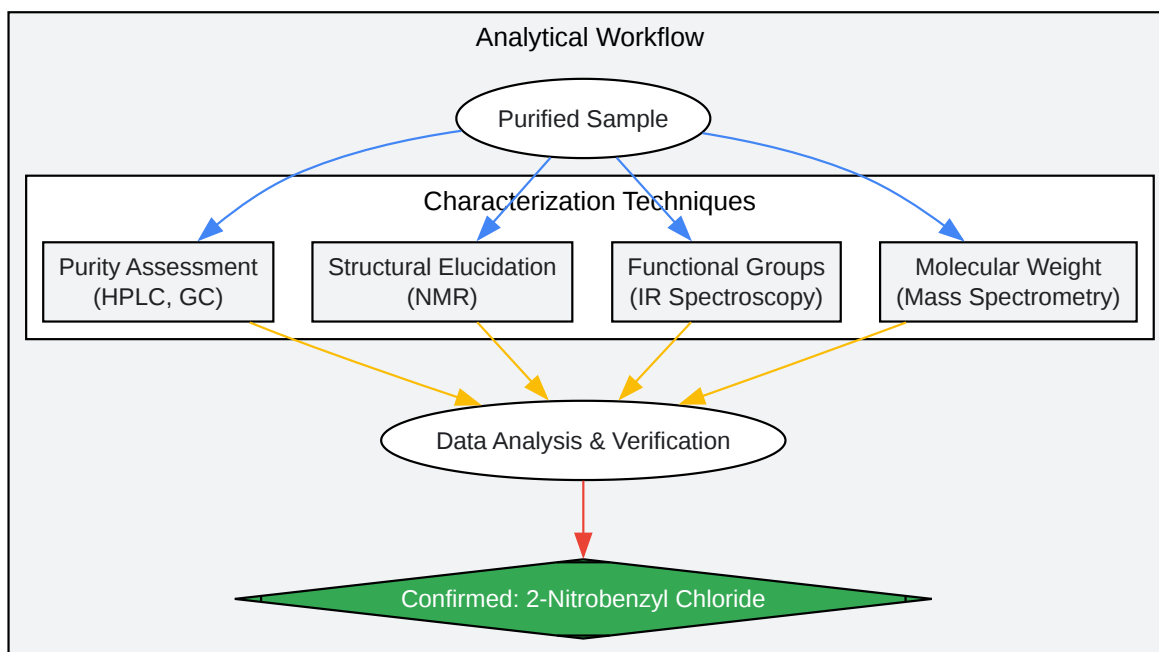 Analytical Workflow
Purified Sample
Characterization Techniques
Purity Assessment
(HPLC, GC)
Structural Elucidation
(NMR)
Functional Groups
(IR Spectroscopy)
Molecular Weight
(Mass Spectrometry)
Data Analysis & Verification
Confirmed: 2-Nitrobenzyl Chloride